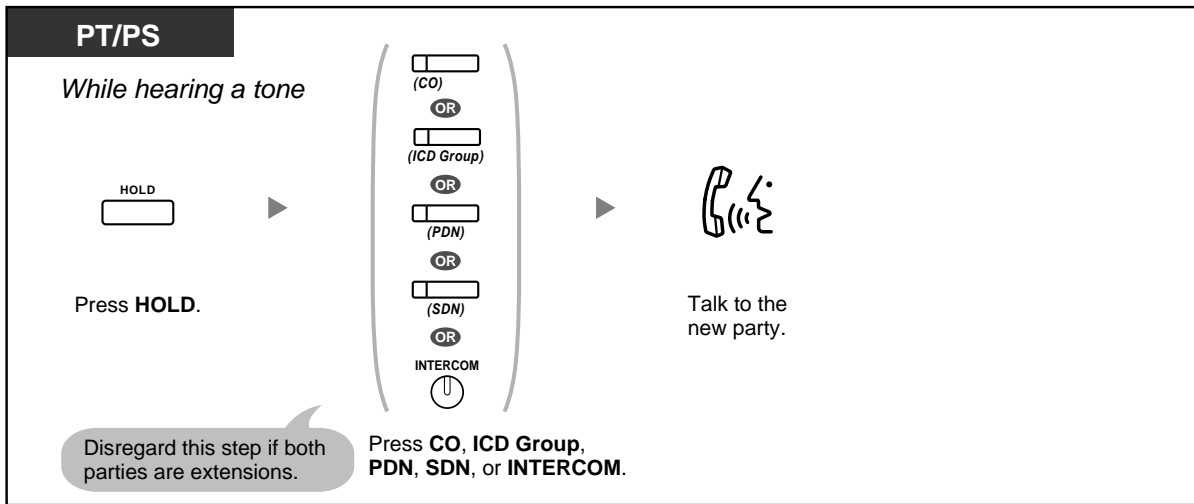 PT/PS
While hearing a tone
HOLD
Press HOLD.
(CO)
OR
(ICD Group)
OR
(PDN)
OR
(SDN)
OR
INTERCOM
Disregard this step if both
parties are extensions.
Press CO, ICD Group,
PDN, SDN, or INTERCOM.
Talk to the
new party.